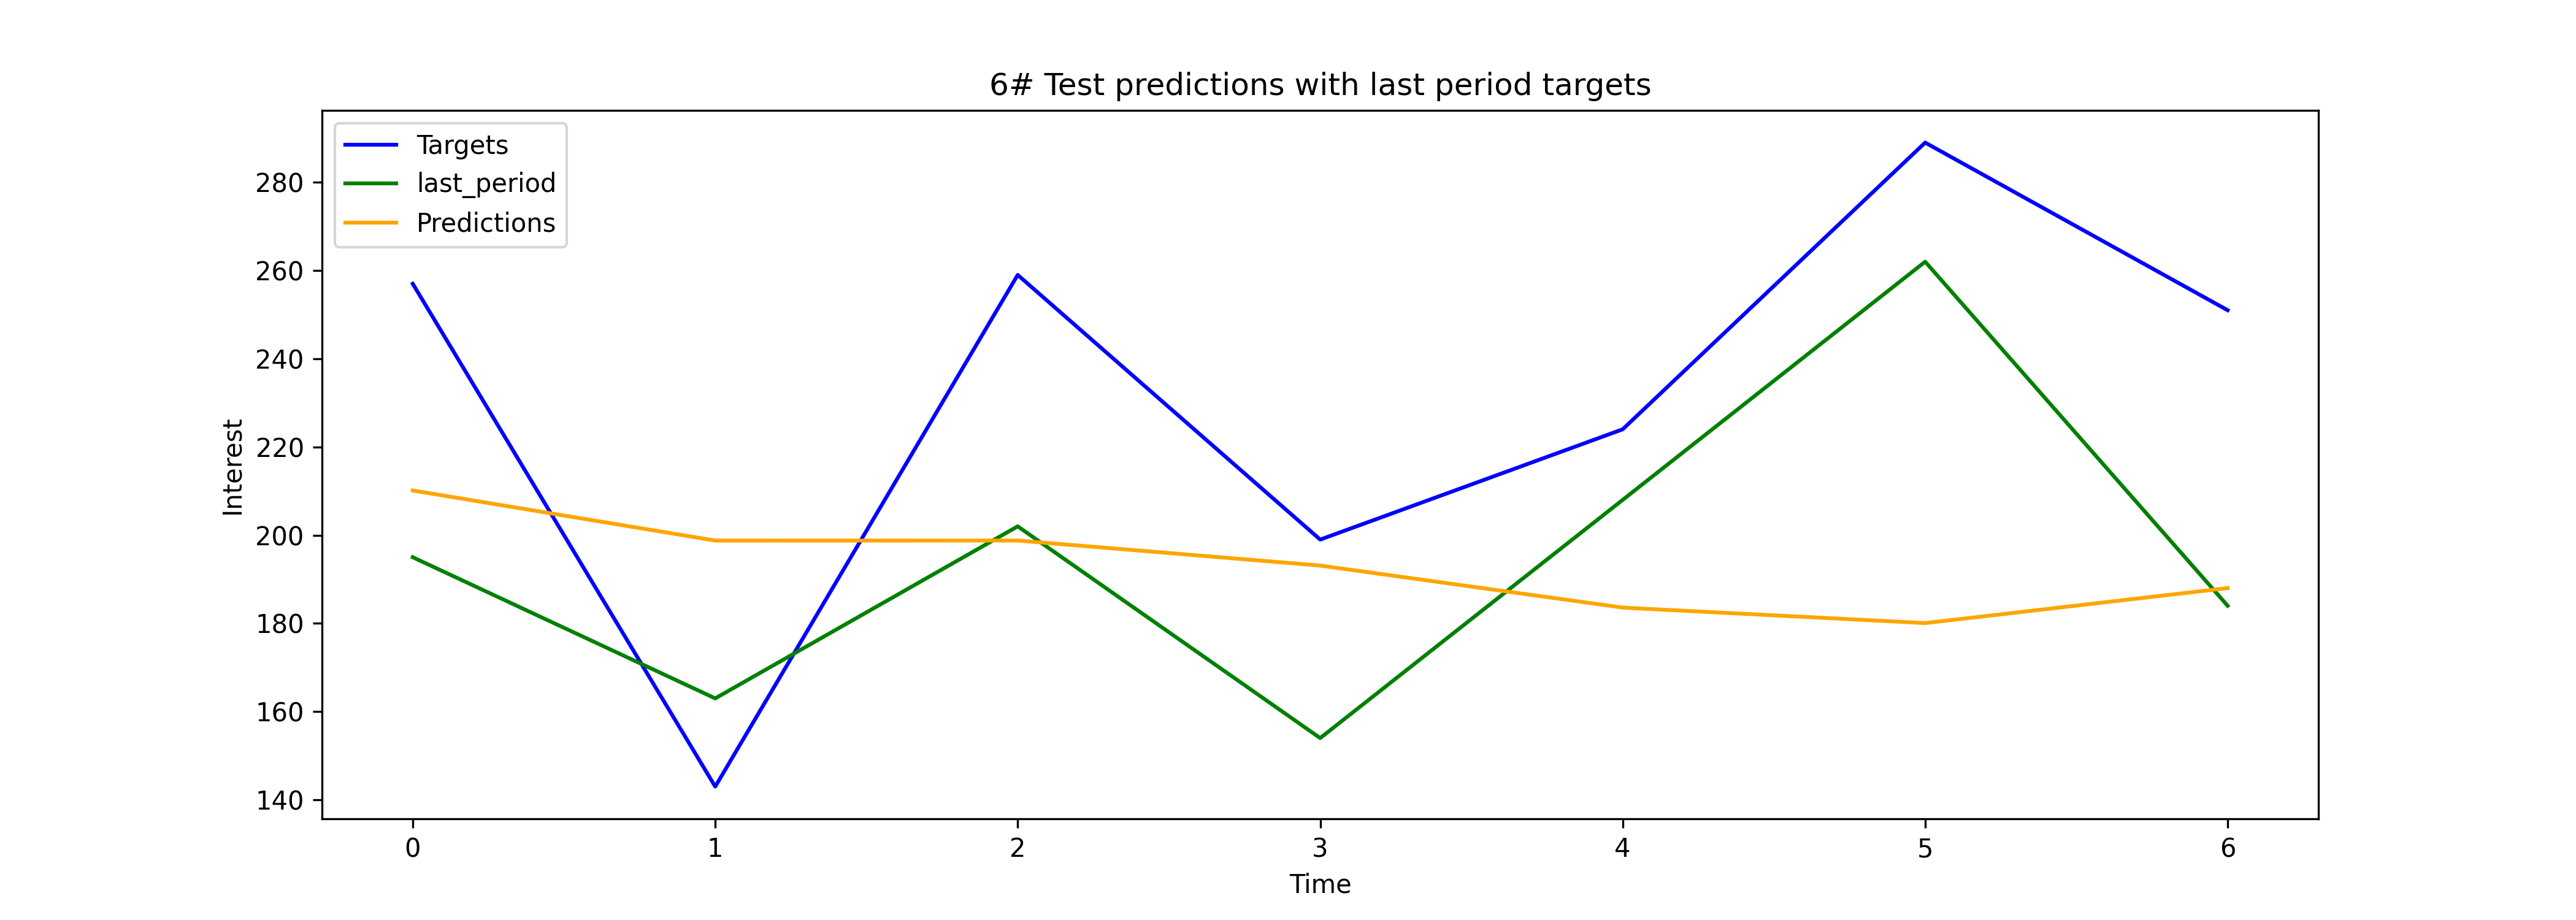 6# Test predictions with last period targets
Targets
last_period
Predictions
280
260
240
220
200
180
160
140
Interest
0 1 2 3 4 5 6
Time